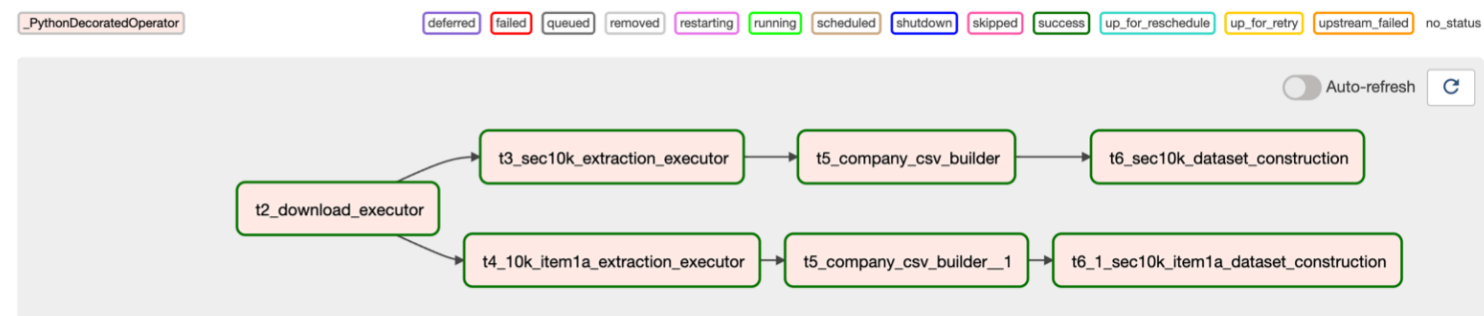 _PythonDecoratedOperator deferred failed queued removed restarting running scheduled shutdown skipped success up_for_reschedule up_for_retry upstream_failed no_status
Auto-refresh
t3_sec10k_extraction_executor t5_company_csv_builder t6_sec10k_dataset_construction
t2_download_executor
t4_10k_item1a_extraction_executor t5_company_csv_builder__1 t6_1_sec10k_item1a_dataset_construction